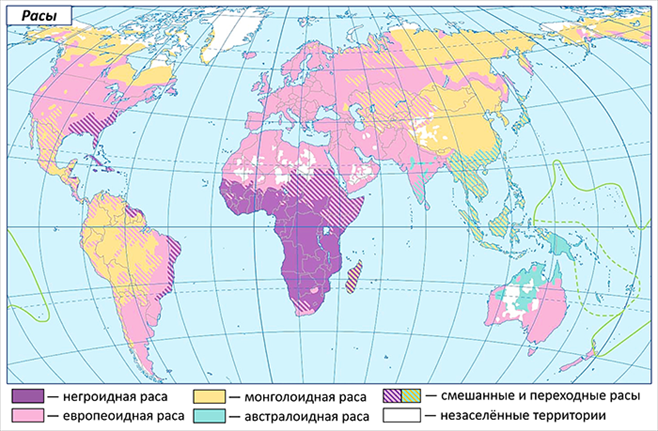 Расы
— негроидная раса
— монголоидная раса
— смешанные и переходные расы
— европеоидная раса
— австралоидная раса
— незаселённые территории